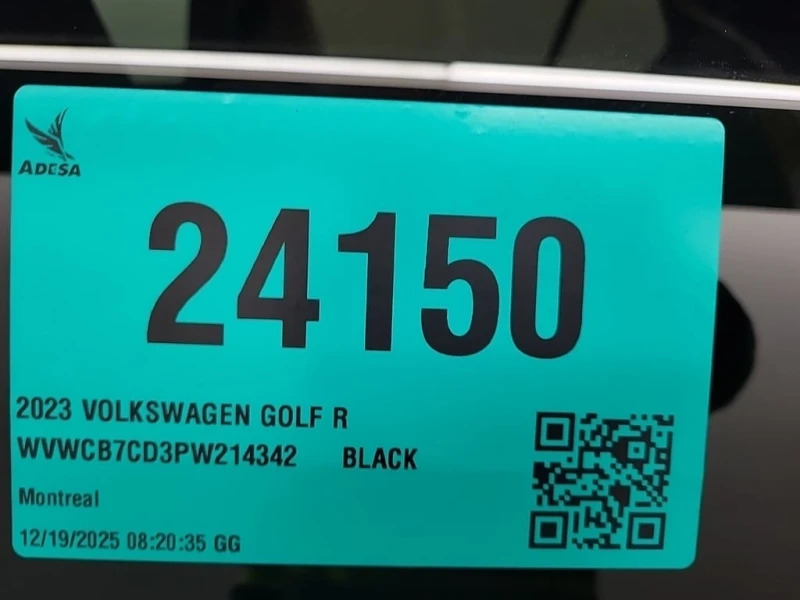 ADESA
24150
2023 VOLKSWAGEN GOLF R
WVWCB7CD3PW214342 BLACK
Montreal
12/19/2025 08:20:35 GG